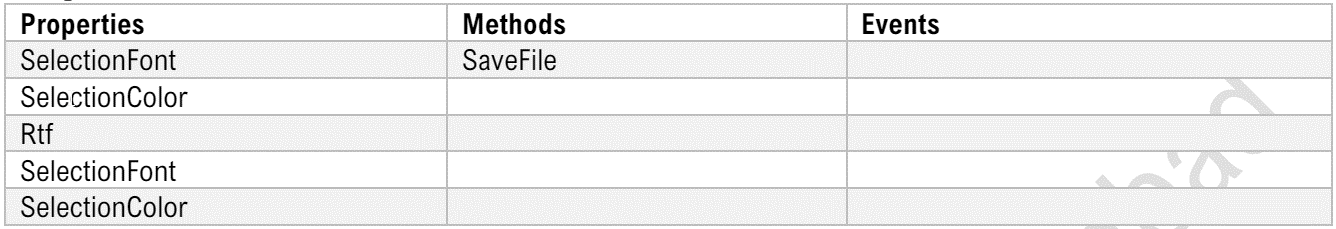 Properties Methods Events
SelectionFont SaveFile
SelectionColor
Rtf
SelectionFont
SelectionColor